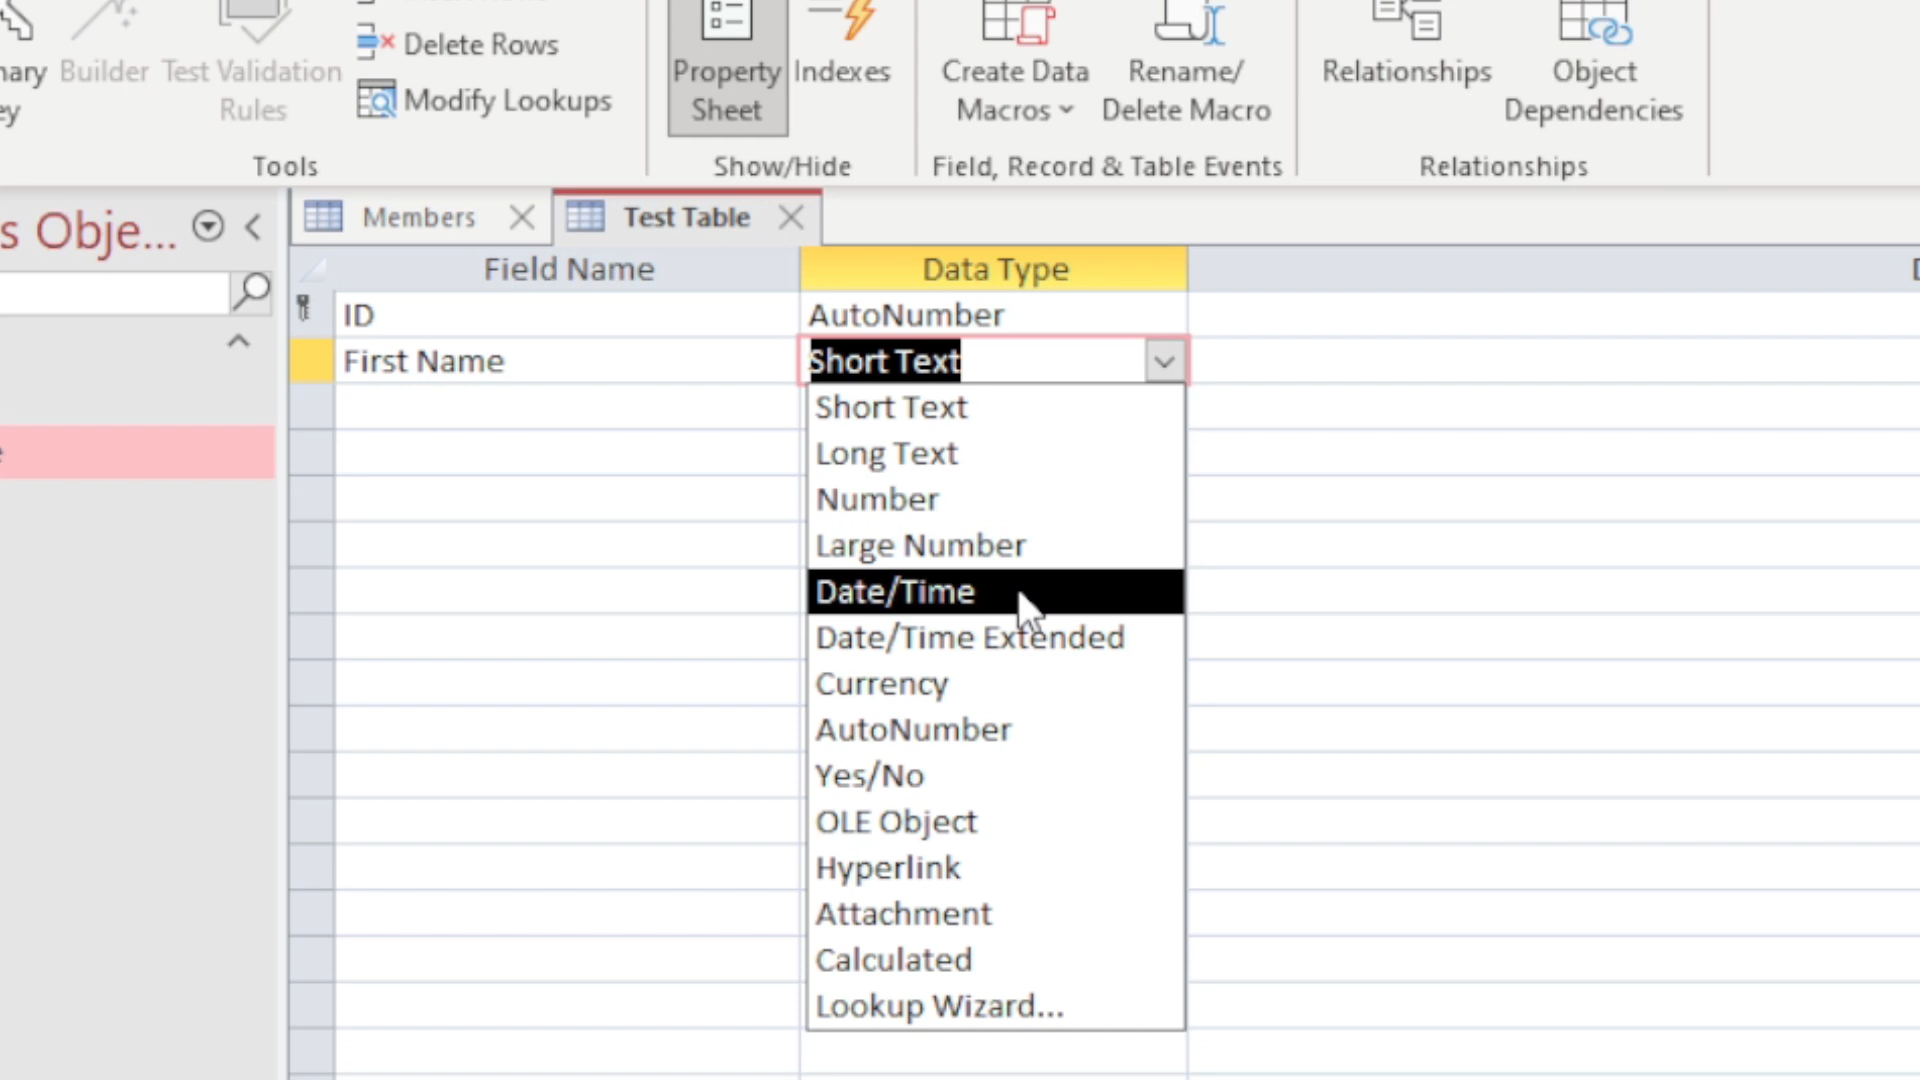 Delete Rows
Builder Test Validation Rules
Modify Lookups
Property Sheet
Indexes
Create Data Macros
Rename/ Delete Macro
Relationships
Object Dependencies
Tools
Show/Hide
Field, Record & Table Events
Relationships
s Obje...
Members
Test Table
Field Name
Data Type
ID
AutoNumber
First Name
Short Text
Short Text
Long Text
Number
Large Number
Date/Time
Date/Time Extended
Currency
AutoNumber
Yes/No
OLE Object
Hyperlink
Attachment
Calculated
Lookup Wizard...